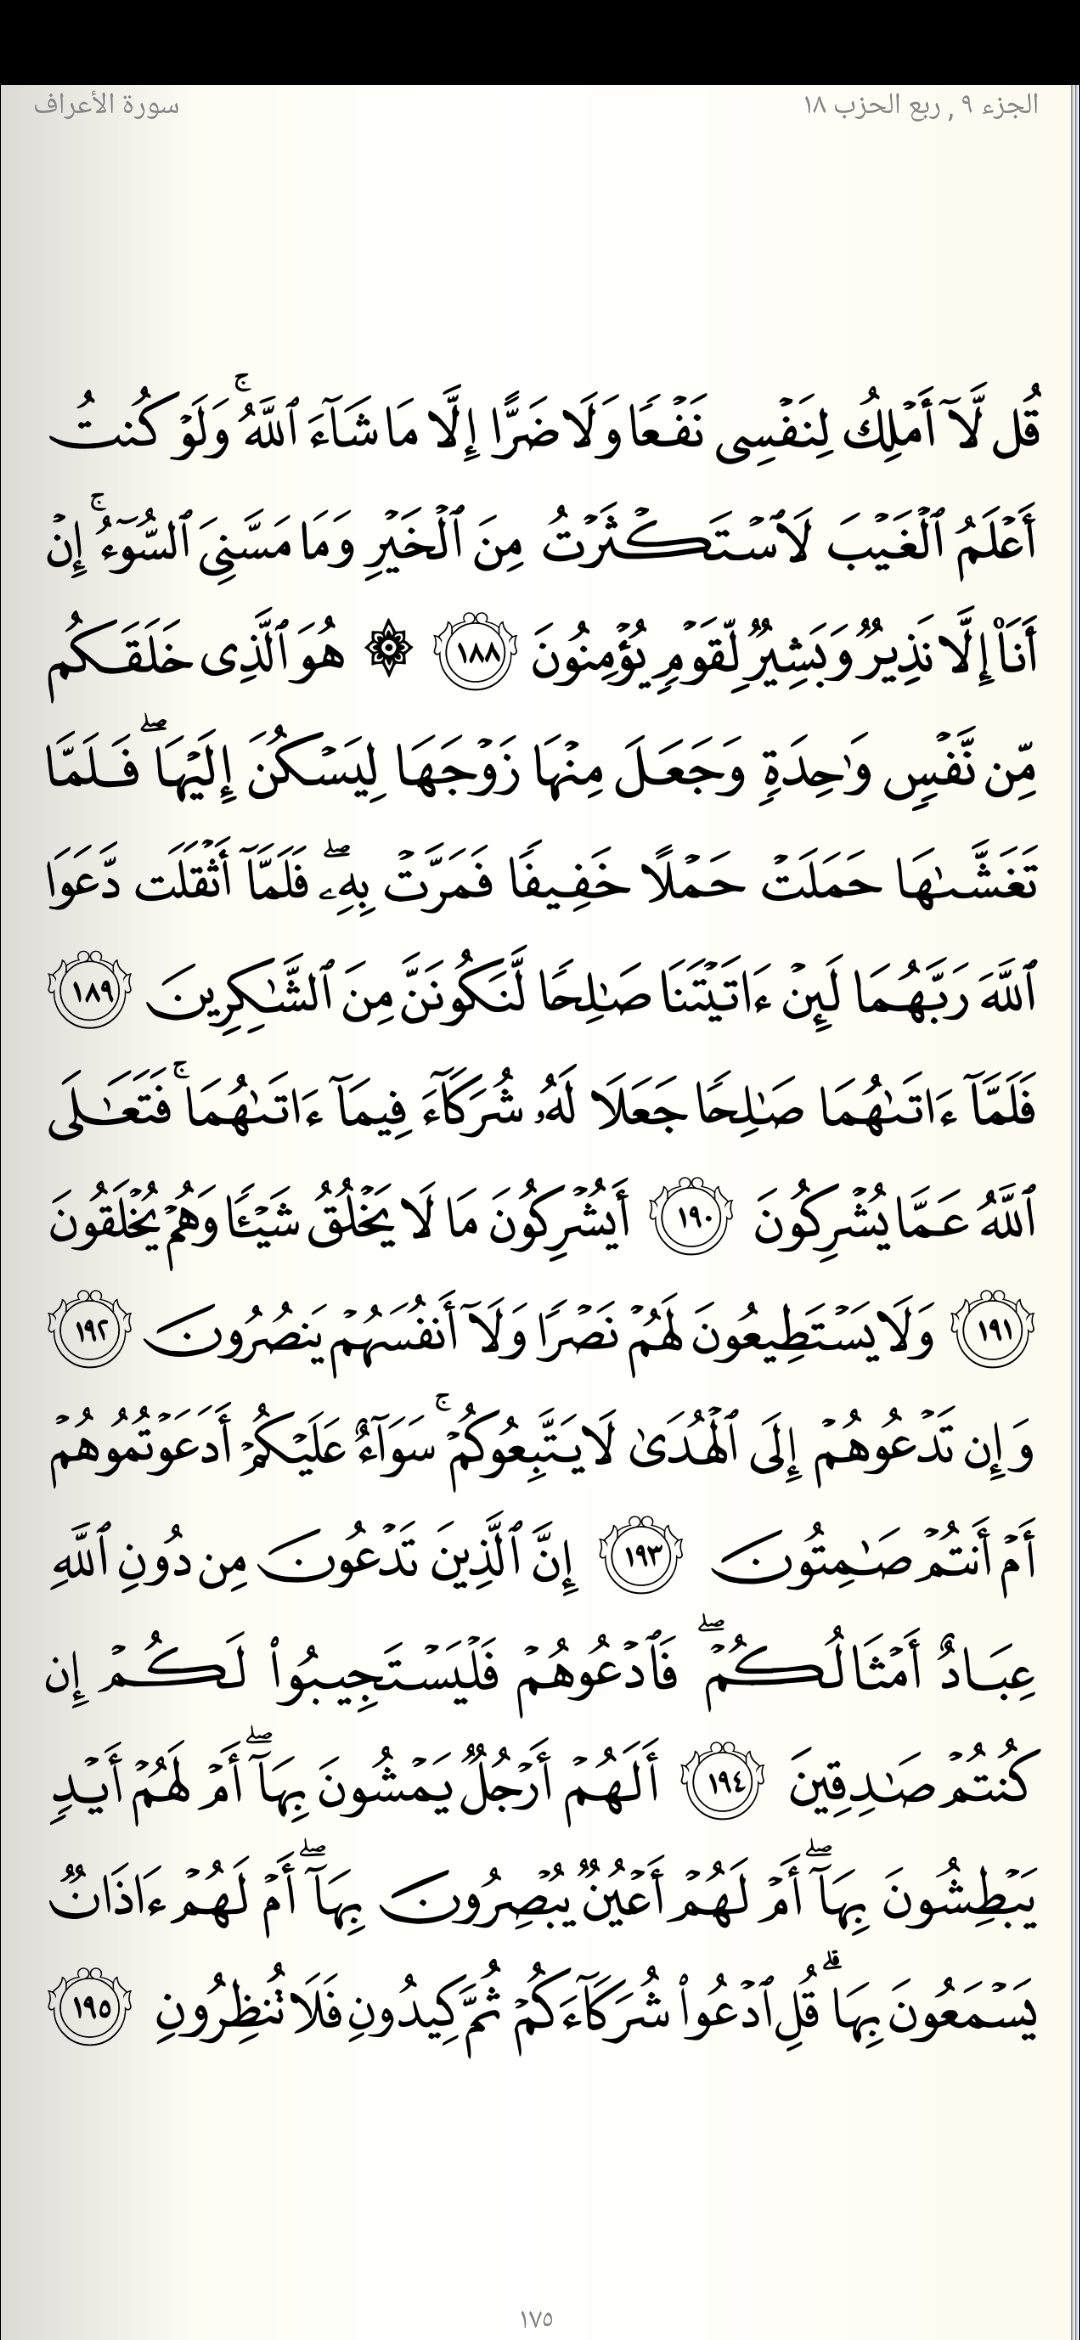 الجزء ٩ , ربع الحزب ١٨
سورة الأعراف
قُل لَّآ أَمْلِكُ لِنَفْسِى نَفْعًا وَلَا ضَرًّا إِلَّا مَا شَآءَ ٱللَّهُ ۚ وَلَوْ كُنتُ
أَعْلَمُ ٱلْغَيْبَ لَٱسْتَكْثَرْتُ مِنَ ٱلْخَيْرِ وَمَا مَسَّنِىَ ٱلسُّوٓءُ ۚ إِنْ
أَنَا۠ إِلَّا نَذِيرٌ وَبَشِيرٌ لِّقَوْمٍ يُؤْمِنُونَ ١٨٨ ۞ هُوَ ٱلَّذِى خَلَقَكُم
مِّن نَّفْسٍ وَٰحِدَةٍ وَجَعَلَ مِنْهَا زَوْجَهَا لِيَسْكُنَ إِلَيْهَا ۖ فَلَمَّا
تَغَشَّىٰهَا حَمَلَتْ حَمْلًا خَفِيفًا فَمَرَّتْ بِهِۦ ۖ فَلَمَّآ أَثْقَلَت دَّعَوَا
ٱللَّهَ رَبَّهُمَا لَئِنْ ءَاتَيْتَنَا صَٰلِحًا لَّنَكُونَنَّ مِنَ ٱلشَّٰكِرِينَ ١٨٩
فَلَمَّآ ءَاتَىٰهُمَا صَٰلِحًا جَعَلَا لَهُۥ شُرَكَآءَ فِيمَآ ءَاتَىٰهُمَا ۚ فَتَعَٰلَى
ٱللَّهُ عَمَّا يُشْرِكُونَ ١٩٠ أَيُشْرِكُونَ مَا لَا يَخْلُقُ شَيْـًٔا وَهُمْ يُخْلَقُونَ
١٩١ وَلَا يَسْتَطِيعُونَ لَهُمْ نَصْرًا وَلَآ أَنفُسَهُمْ يَنصُرُونَ ١٩٢
وَإِن تَدْعُوهُمْ إِلَى ٱلْهُدَىٰ لَا يَتَّبِعُوكُمْ ۚ سَوَآءٌ عَلَيْكُمْ أَدَعَوْتُمُوهُمْ
أَمْ أَنتُمْ صَٰمِتُونَ ١٩٣ إِنَّ ٱلَّذِينَ تَدْعُونَ مِن دُونِ ٱللَّهِ
عِبَادٌ أَمْثَالُكُمْ ۖ فَٱدْعُوهُمْ فَلْيَسْتَجِيبُوا۟ لَكُمْ إِن
كُنتُمْ صَٰدِقِينَ ١٩٤ أَلَهُمْ أَرْجُلٌ يَمْشُونَ بِهَآ ۖ أَمْ لَهُمْ أَيْدٍ
يَبْطِشُونَ بِهَآ ۖ أَمْ لَهُمْ أَعْيُنٌ يُبْصِرُونَ بِهَآ ۖ أَمْ لَهُمْ ءَاذَانٌ
يَسْمَعُونَ بِهَا ۗ قُلِ ٱدْعُوا۟ شُرَكَآءَكُمْ ثُمَّ كِيدُونِ فَلَا تُنظِرُونِ ١٩٥
١٧٥